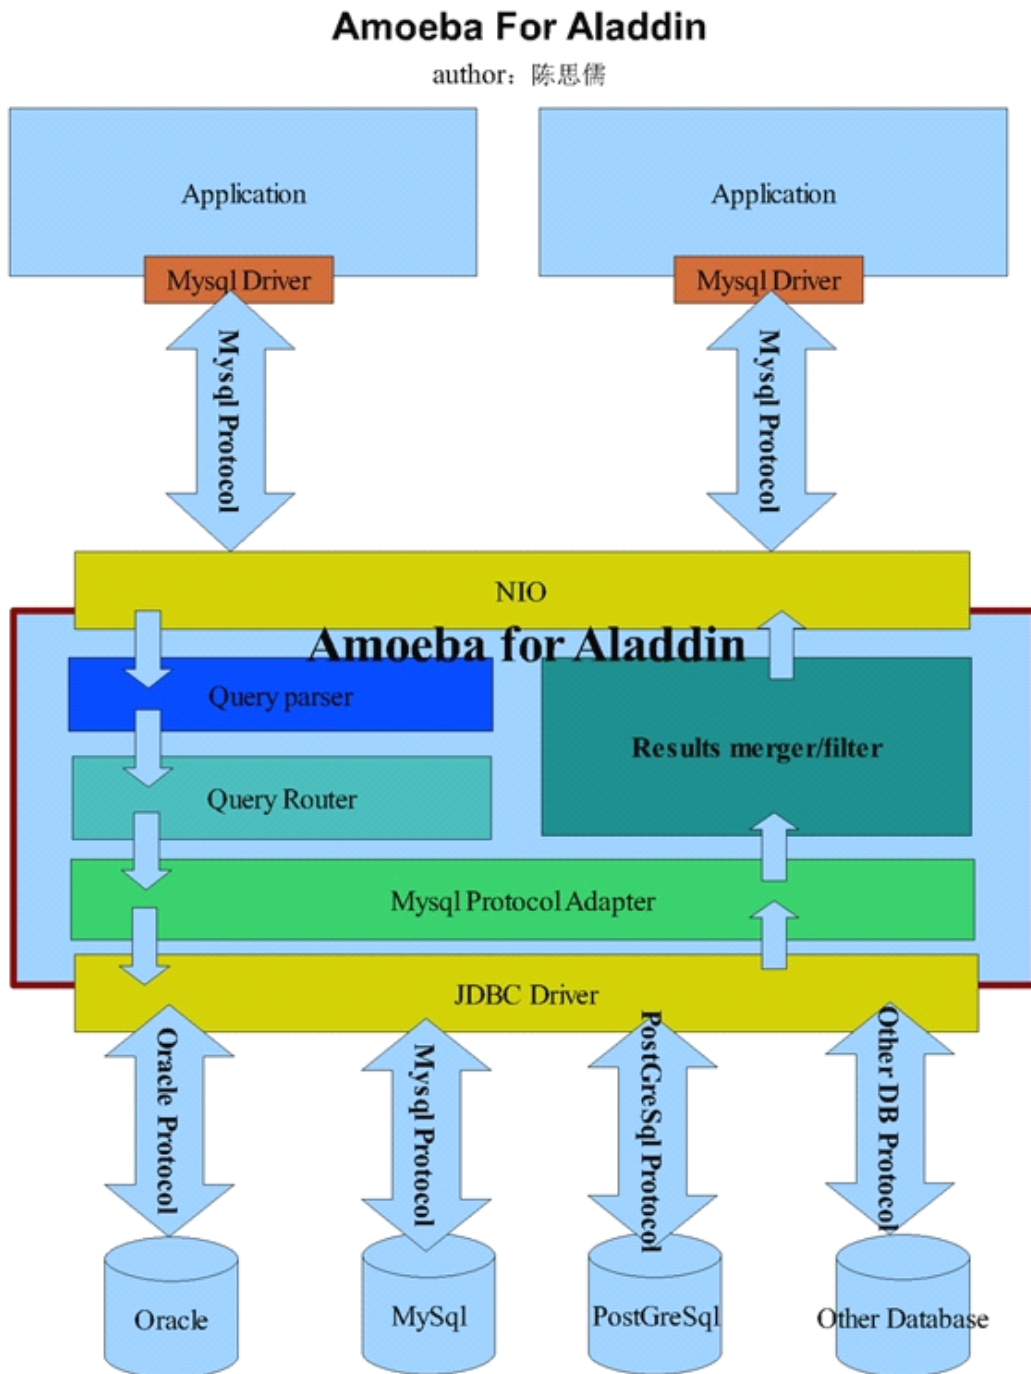 Amoeba For Aladdin
author：陈思儒
Application
Application
Mysql Driver
Mysql Driver
Mysql Protocol
Mysql Protocol
NIO
Amoeba for Aladdin
Query parser
Results merger/filter
Query Router
Mysql Protocol Adapter
JDBC Driver
Oracle Protocol
Mysql Protocol
PostGreSql Protocol
Other DB Protocol
Oracle
MySql
PostGreSql
Other Database